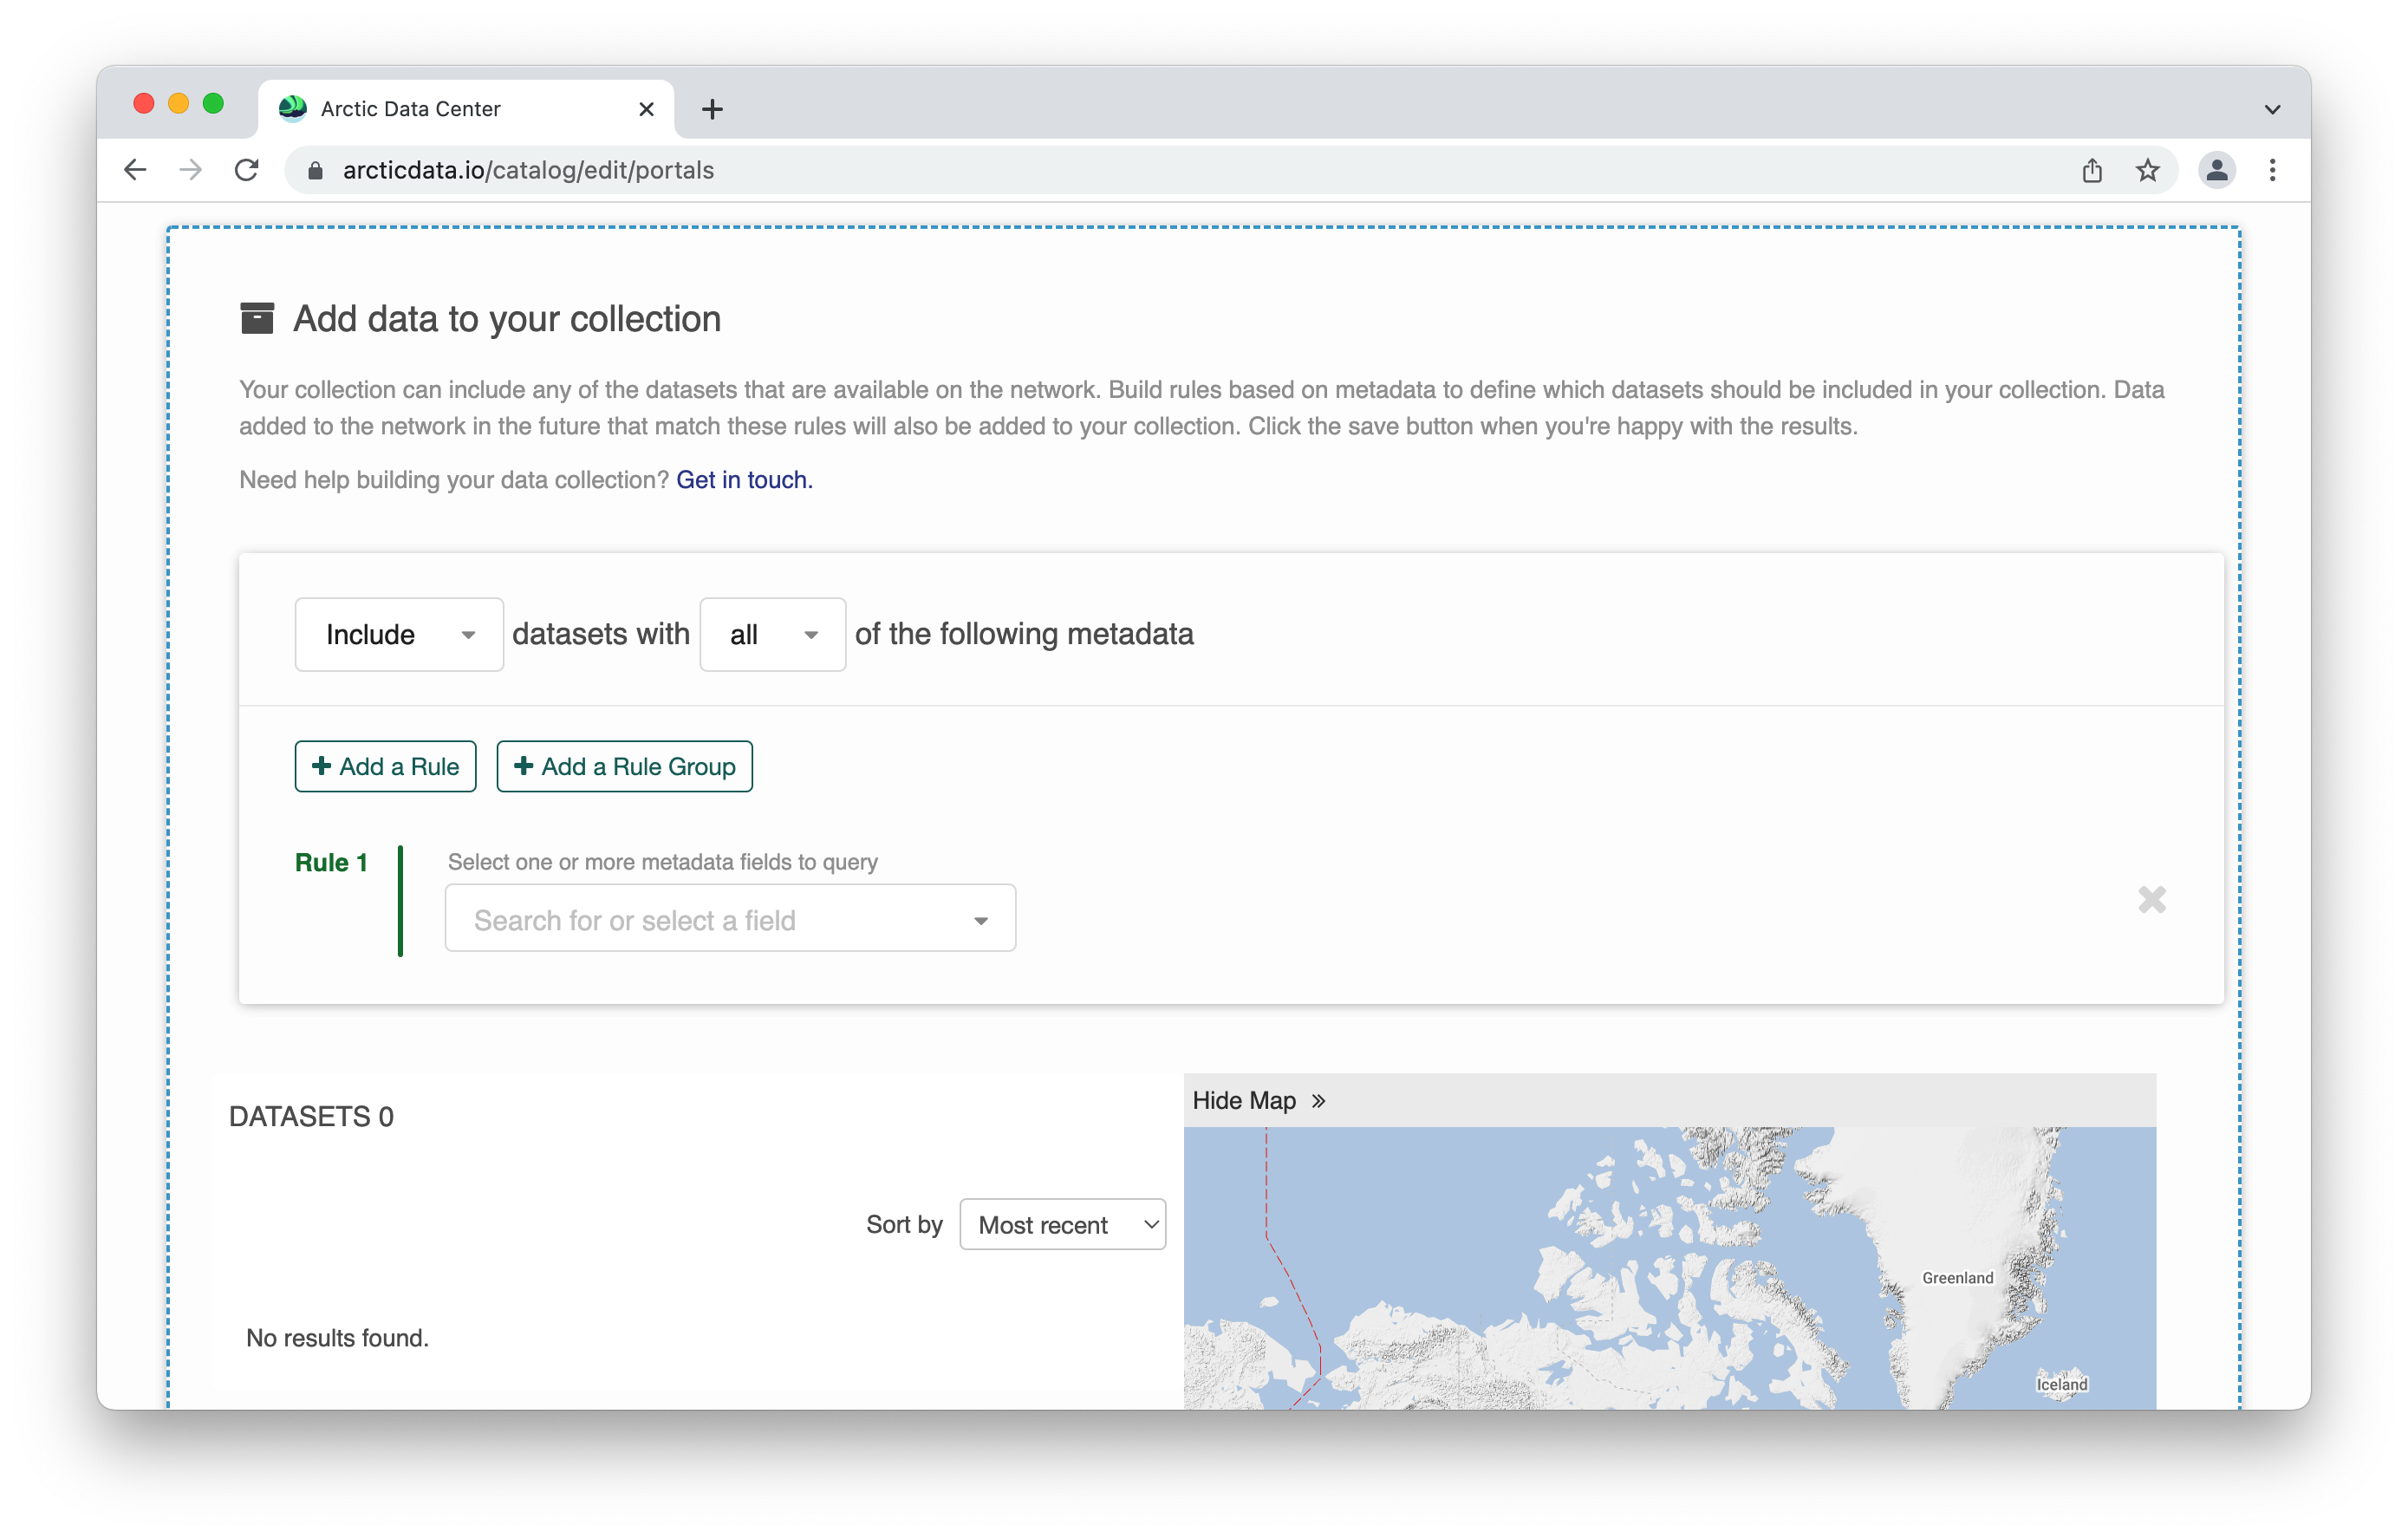 Arctic Data Center
arcticdata.io/catalog/edit/portals
Add data to your collection
Your collection can include any of the datasets that are available on the network. Build rules based on metadata to define which datasets should be included in your collection. Data
added to the network in the future that match these rules will also be added to your collection. Click the save button when you're happy with the results.
Need help building your data collection? Get in touch.
Include datasets with all of the following metadata
Add a Rule Add a Rule Group
Rule 1 Select one or more metadata fields to query
Search for or select a field
Hide Map »
DATASETS 0
Sort by Most recent
Greenland
No results found.
Iceland